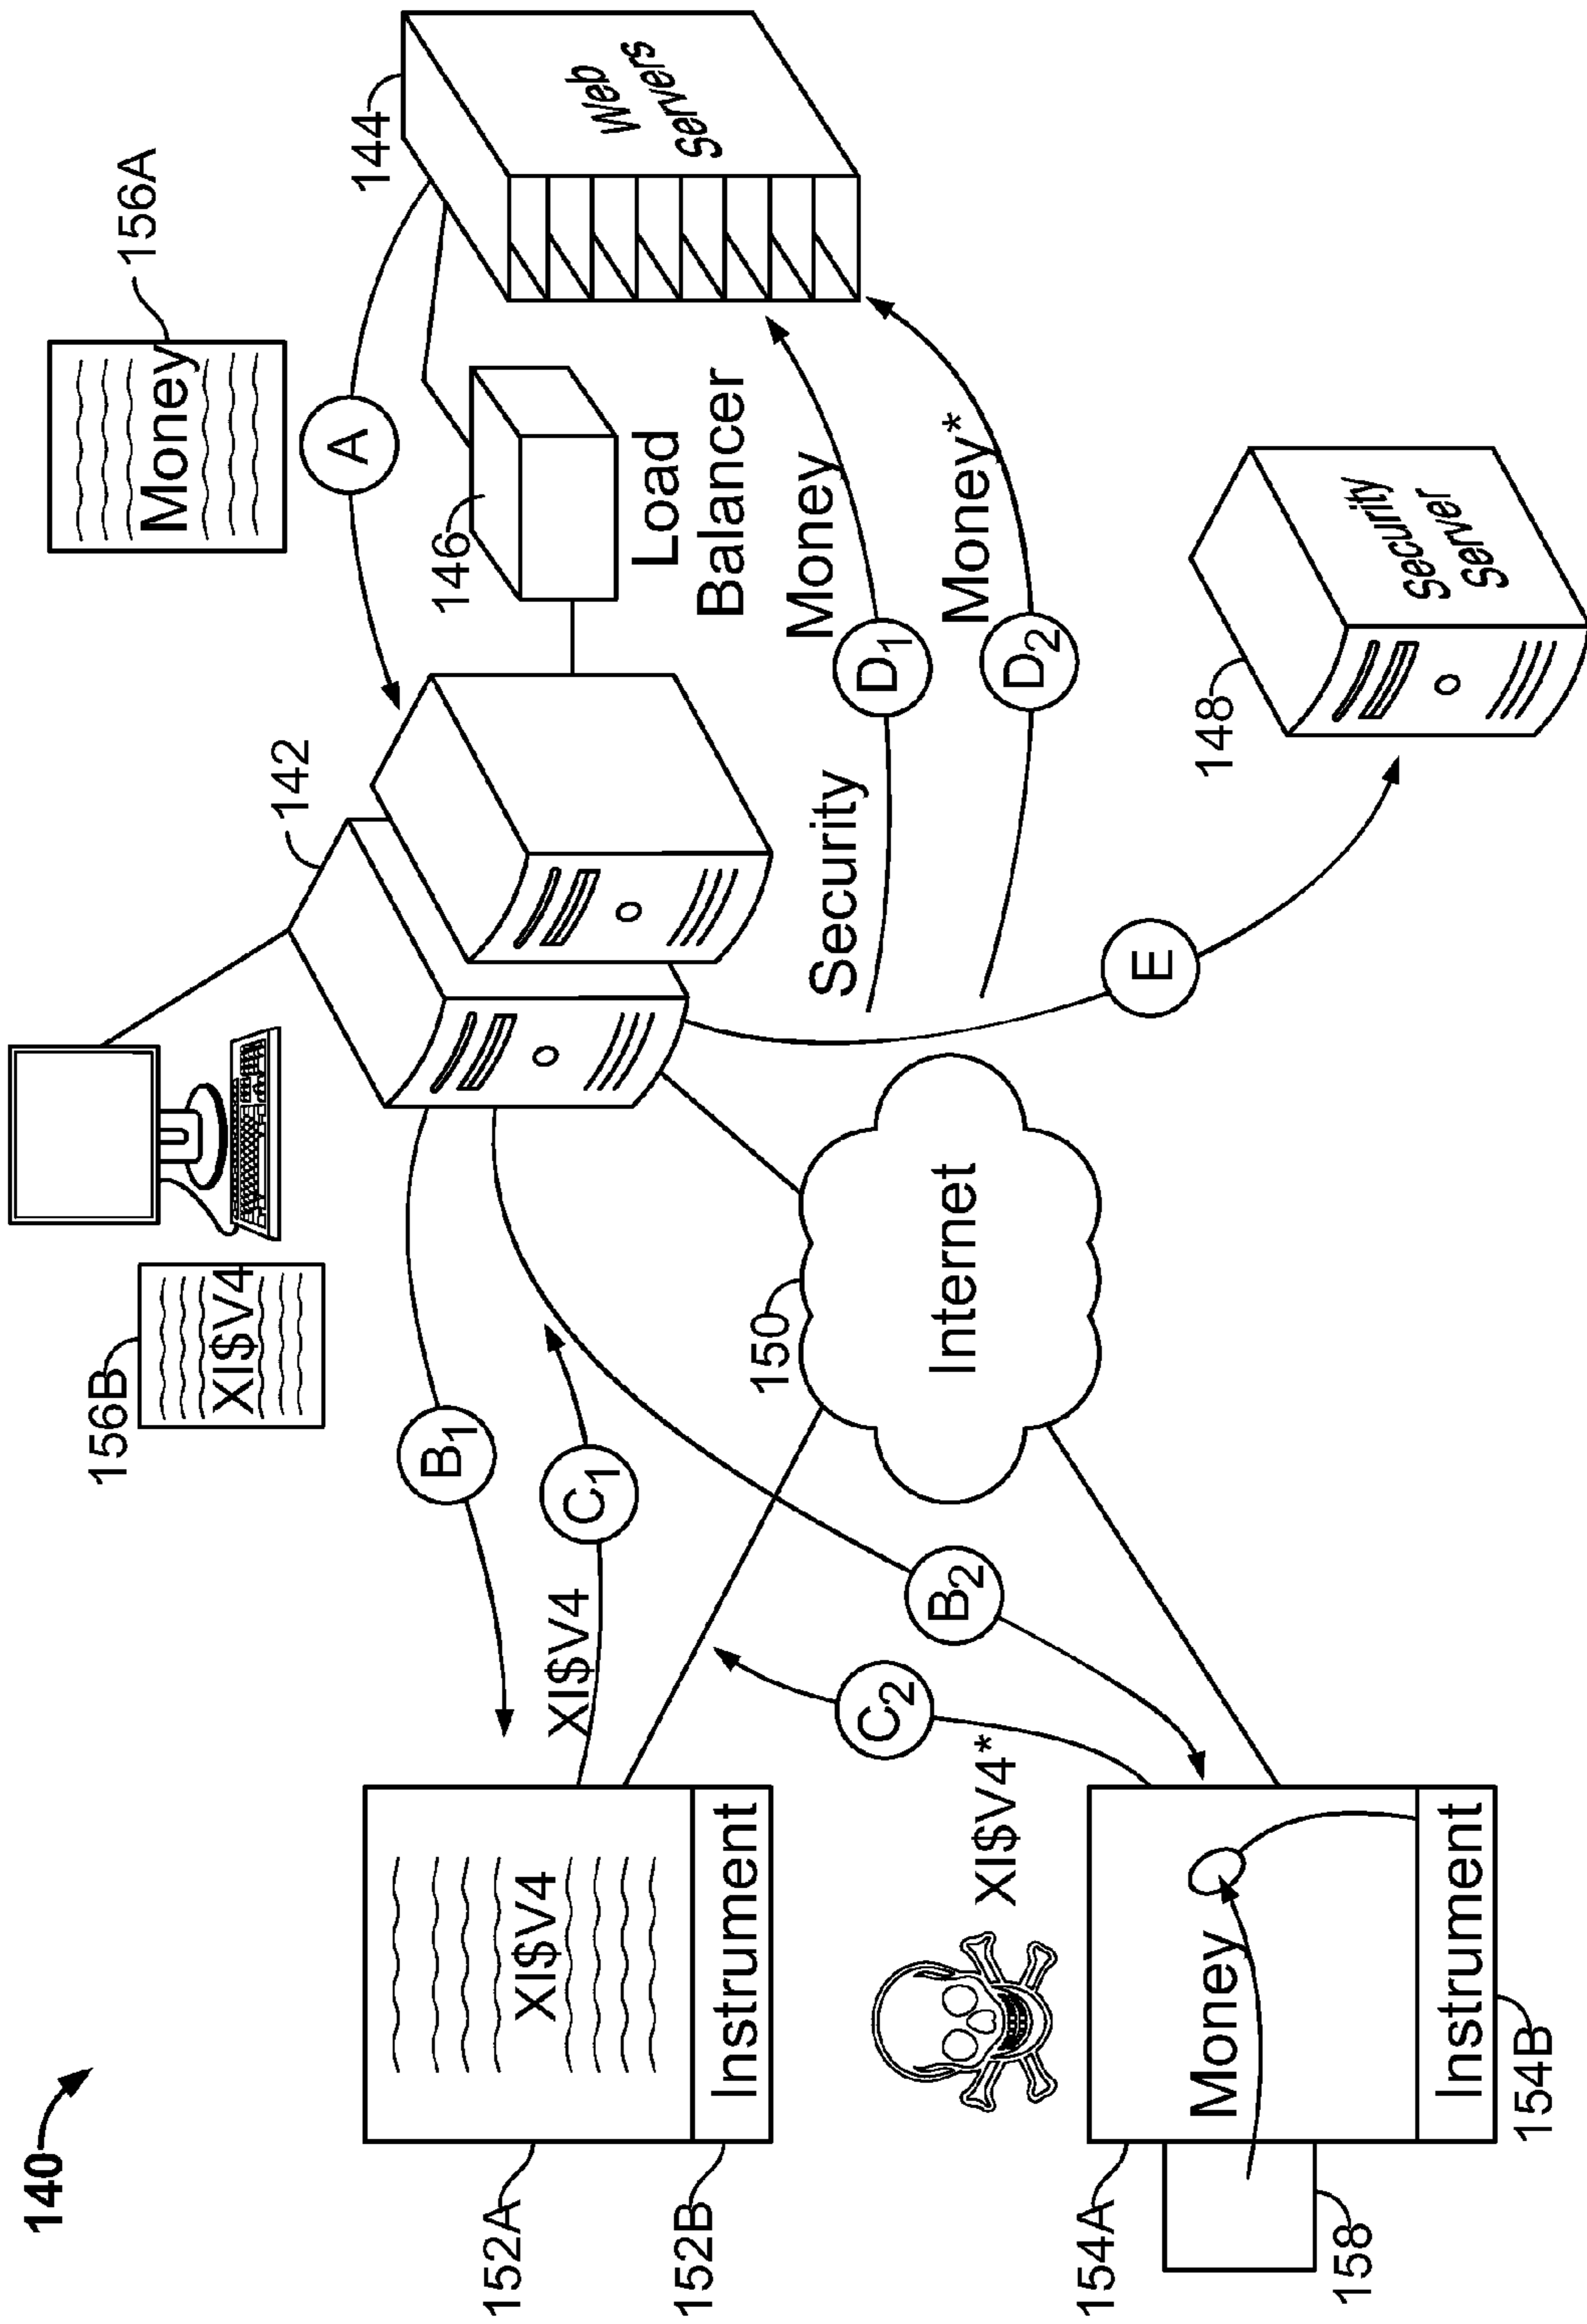 140
156A
Money
A
144
Web
Servers
146
Load
Balancer
142
156B
XI$V4
B1
C1
XI$V4
152A
XI$V4
Instrument
152B
Security
D1
Money
D2
Money*
E
148
Security
Server
150
Internet
B2
C2
XI$V4*
154A
Money
Instrument
154B
158